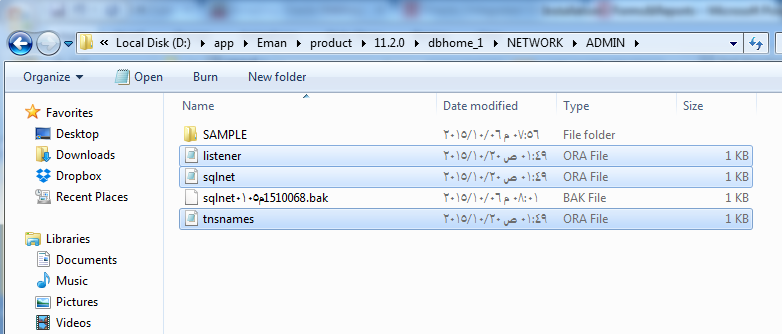 Local Disk (D:) ▸ app ▸ Eman ▸ product ▸ 11.2.0 ▸ dbhome_1 ▸ NETWORK ▸ ADMIN ▸
Organize Open Burn New folder
Favorites
Desktop
Downloads
Dropbox
Recent Places
Libraries
Documents
Music
Pictures
Videos
Name Date modified Type Size
SAMPLE ٢٠١٥/١٠/٠٦ م ٠٧:٥٦ File folder
listener ٢٠١٥/١٠/٢٠ ص ٠١:٤٩ ORA File 1 KB
sqlnet ٢٠١٥/١٠/٢٠ ص ٠١:٤٩ ORA File 1 KB
sqlnet٠١٠٥م1510068.bak ٢٠١٥/١٠/٠٦ م ٠٨:٠١ BAK File 1 KB
tnsnames ٢٠١٥/١٠/٢٠ ص ٠١:٤٩ ORA File 1 KB